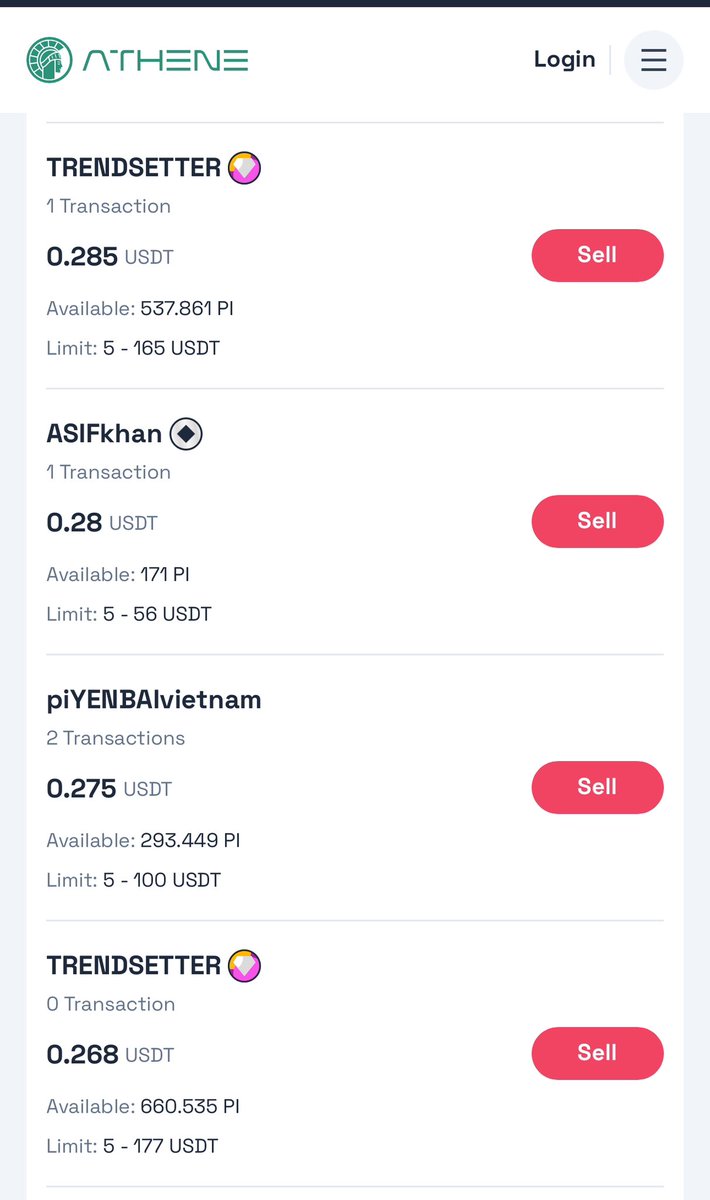 ATHENE
Login
TRENDSETTER
1 Transaction
0.285 USDT
Sell
Available: 537.861 PI
Limit: 5 - 165 USDT
ASIFkhan
1 Transaction
0.28 USDT
Sell
Available: 171 PI
Limit: 5 - 56 USDT
piYENBAIvietnam
2 Transactions
0.275 USDT
Sell
Available: 293.449 PI
Limit: 5 - 100 USDT
TRENDSETTER
0 Transaction
0.268 USDT
Sell
Available: 660.535 PI
Limit: 5 - 177 USDT